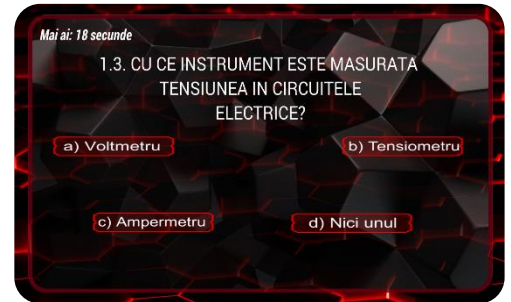 Mai ai: 18 secunde
1.3. CU CE INSTRUMENT ESTE MASURATA
TENSIUNEA IN CIRCUITELE
ELECTRICE?
a) Voltmetru
b) Tensiometru
c) Ampermetru
d) Nici unul